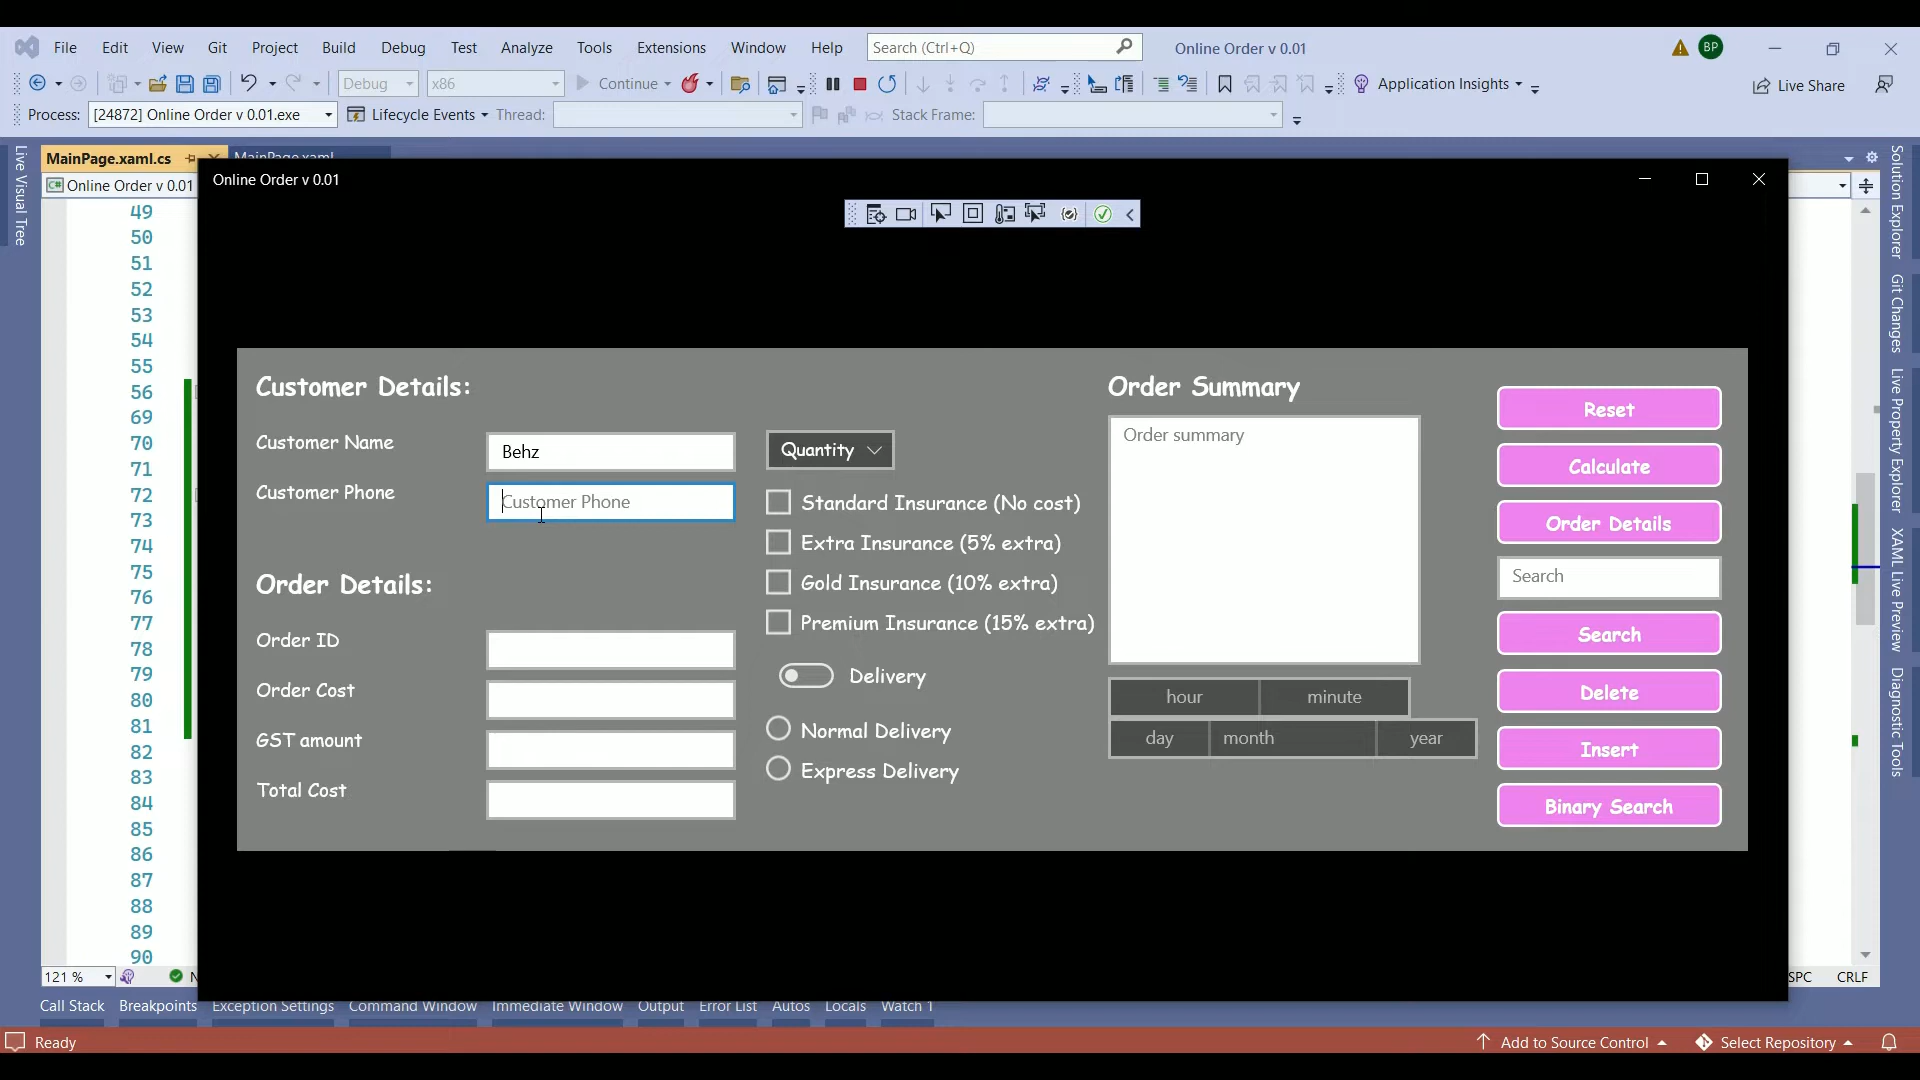 File Edit View Git Project Build Debug Test Analyze Tools Extensions Window Help Search (Ctrl+Q) Online Order v 0.01 BP
Debug x86 Continue Application Insights Live Share
Process: [24872] Online Order v 0.01.exe Lifecycle Events Thread: Stack Frame:
Live Visual Tree
MainPage.xaml.cs MainPage.xaml
Online Order v 0.01
49
50
51
52
53
54
55
56
69
70
71
72
73
74
75
76
77
78
79
80
81
82
83
84
85
86
87
88
89
90
Online Order v 0.01
Customer Details:
Customer Name Behz
Customer Phone Customer Phone
Order Details:
Order ID
Order Cost
GST amount
Total Cost
Quantity
Standard Insurance (No cost)
Extra Insurance (5% extra)
Gold Insurance (10% extra)
Premium Insurance (15% extra)
Delivery
Normal Delivery
Express Delivery
Order Summary
Order summary
hour minute
day month year
Reset
Calculate
Order Details
Search
Search
Delete
Insert
Binary Search
Solution Explorer
Git Changes
Live Property Explorer
XAML Live Preview
Diagnostic Tools
121 % N SPC CRLF
Call Stack Breakpoints Exception Settings Command Window Immediate Window Output Error List Autos Locals Watch 1
Ready Add to Source Control Select Repository